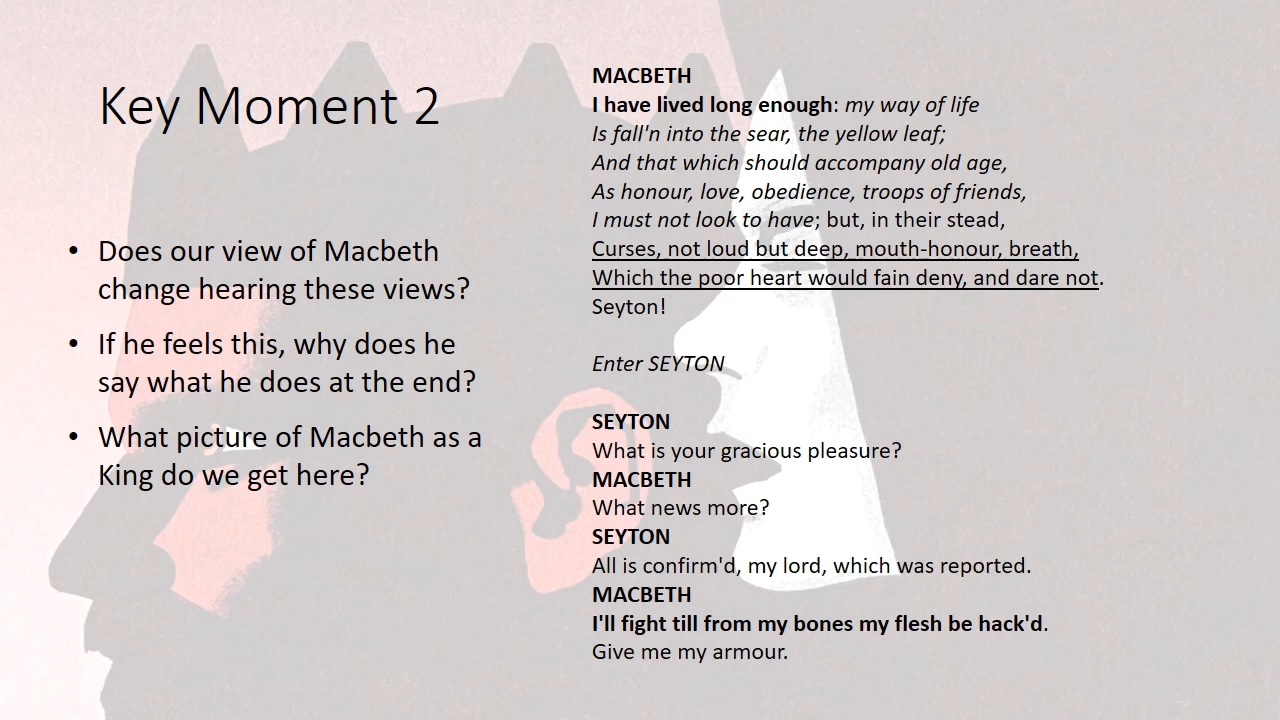 Key Moment 2
• Does our view of Macbeth
change hearing these views?
• If he feels this, why does he
say what he does at the end?
• What picture of Macbeth as a
King do we get here?
MACBETH
I have lived long enough: my way of life
Is fall'n into the sear, the yellow leaf;
And that which should accompany old age,
As honour, love, obedience, troops of friends,
I must not look to have; but, in their stead,
Curses, not loud but deep, mouth-honour, breath,
Which the poor heart would fain deny, and dare not.
Seyton!
Enter SEYTON
SEYTON
What is your gracious pleasure?
MACBETH
What news more?
SEYTON
All is confirm'd, my lord, which was reported.
MACBETH
I'll fight till from my bones my flesh be hack'd.
Give me my armour.